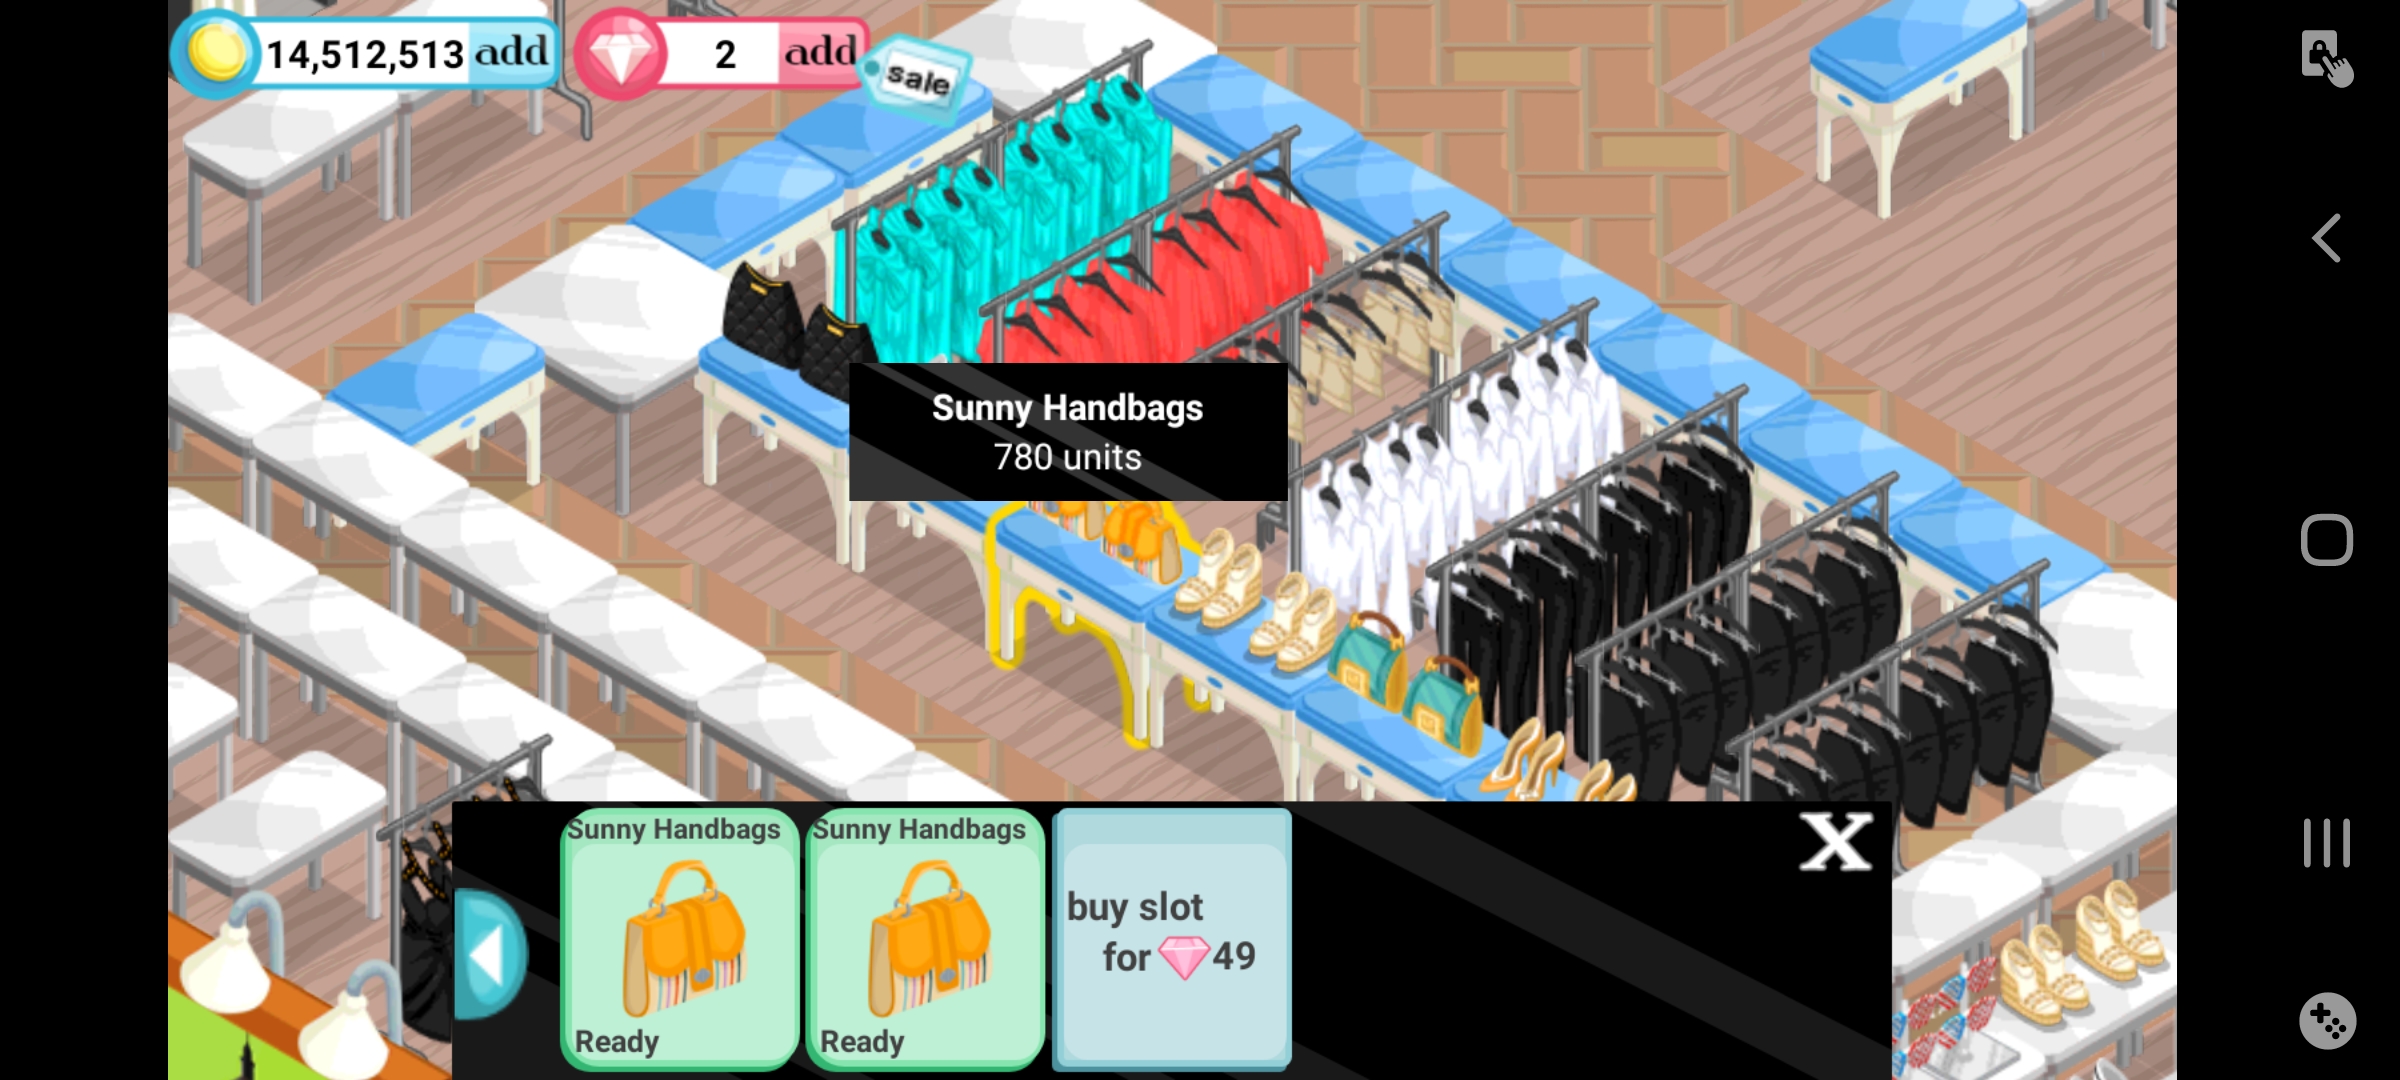 14,512,513 add
2 add
sale
Sunny Handbags
780 units
Sunny Handbags
Ready
Sunny Handbags
Ready
buy slot
for 49
X